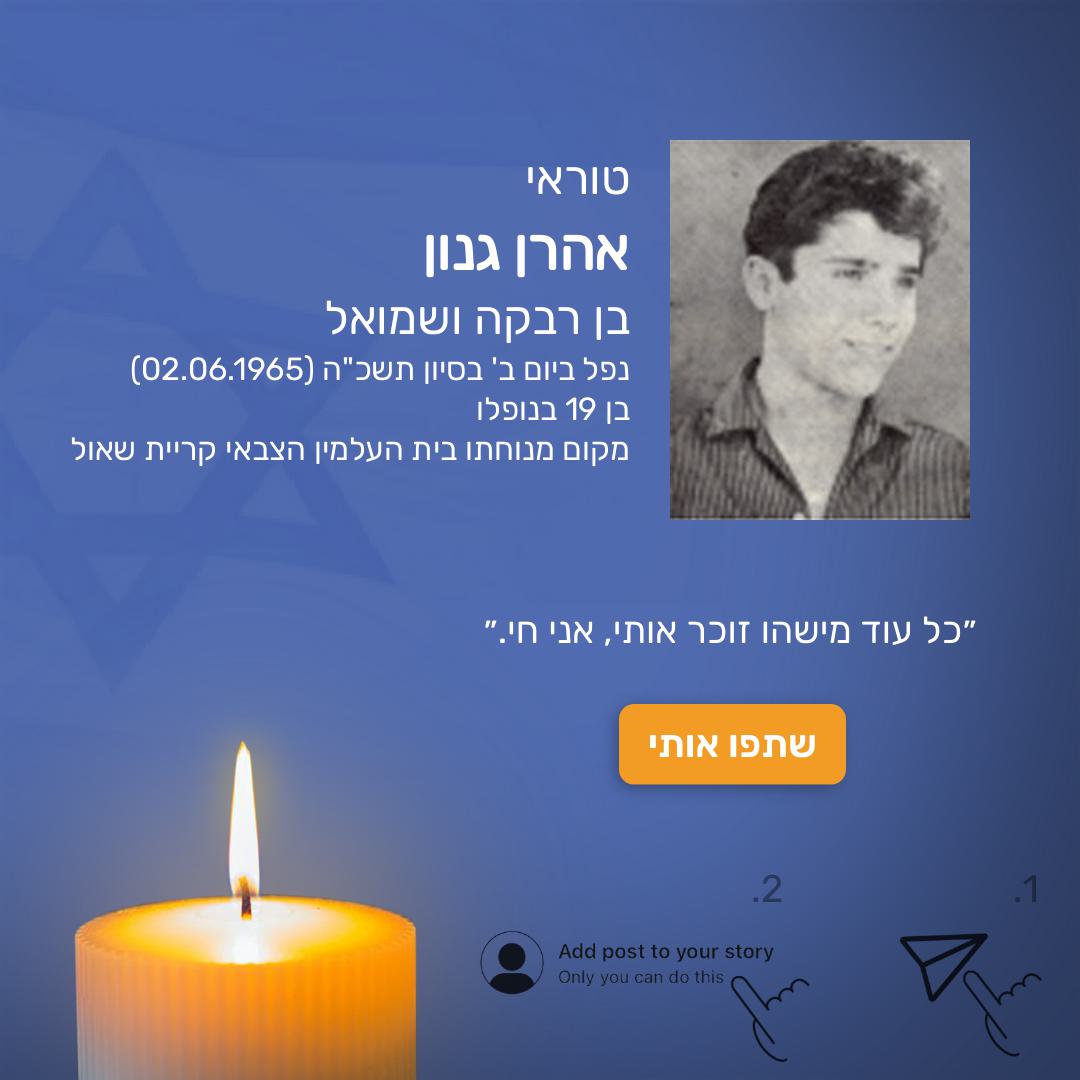 טוראי
אהרן גנון
בן רבקה ושמואל
נפל ביום ב' בסיון תשכ"ה (02.06.1965)
בן 19 בנופלו
מקום מנוחתו בית העלמין הצבאי קריית שאול
״כל עוד מישהו זוכר אותי, אני חי.״
שתפו אותי
.1
.2
Add post to your story
Only you can do this